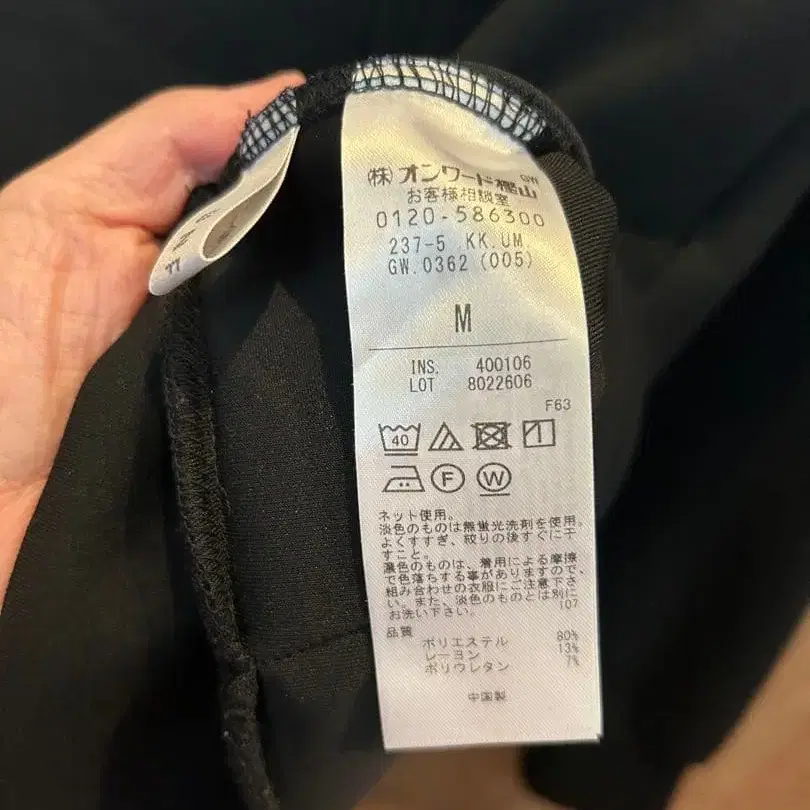 (株)オンワード樫山 GW
お客様相談室
0120-586300
237-5 .KK.UM
GW.0362 (005)
M
INS. 400106
LOT 8022606
F63
40
F W
ネット使用。
淡色のものは無蛍光洗剤を使用。
よくすすぎ、絞りの後すぐに干
すこと。
濃色のものは、着用による摩擦
で色落ちする事がありますので、
組み合わせの衣服にご注意下さ
い。また、淡色のものとは別に
お洗い下さい。 107
品質
ポリエステル 80%
レーヨン 13%
ポリウレタン 7%
中国製
77